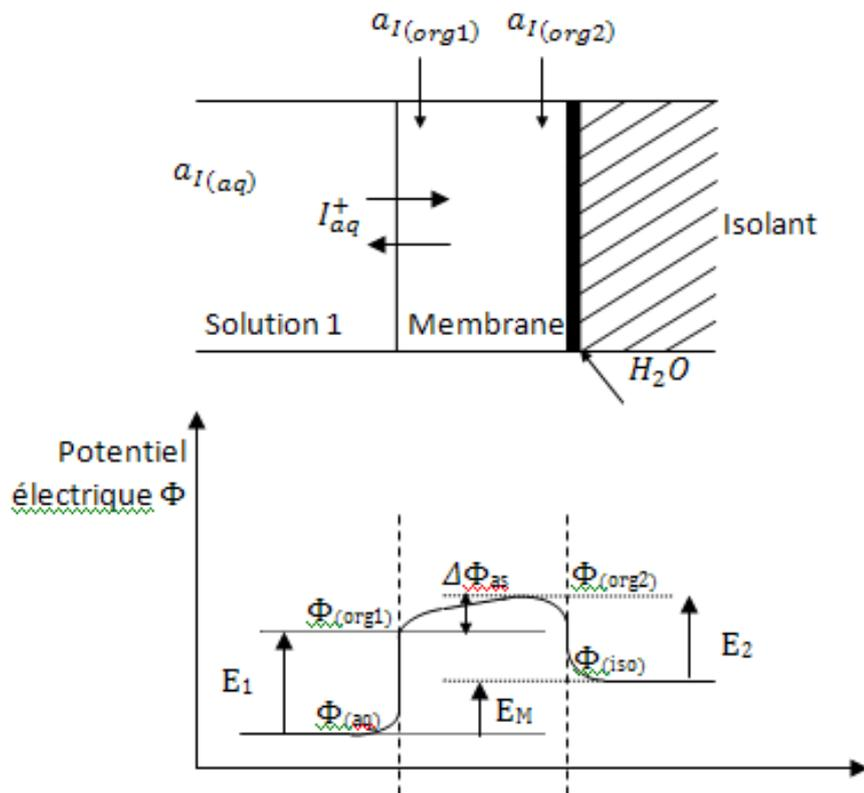 a_{I(org1)} a_{I(org2)}
a_{I(aq)}
I^+_{aq}
Isolant
Solution 1 Membrane
H_2O
Potentiel
électrique Φ
ΔΦ_as Φ_(org2)
Φ_(org1)
E_1 Φ_(iso) E_2
Φ_(aq) E_M